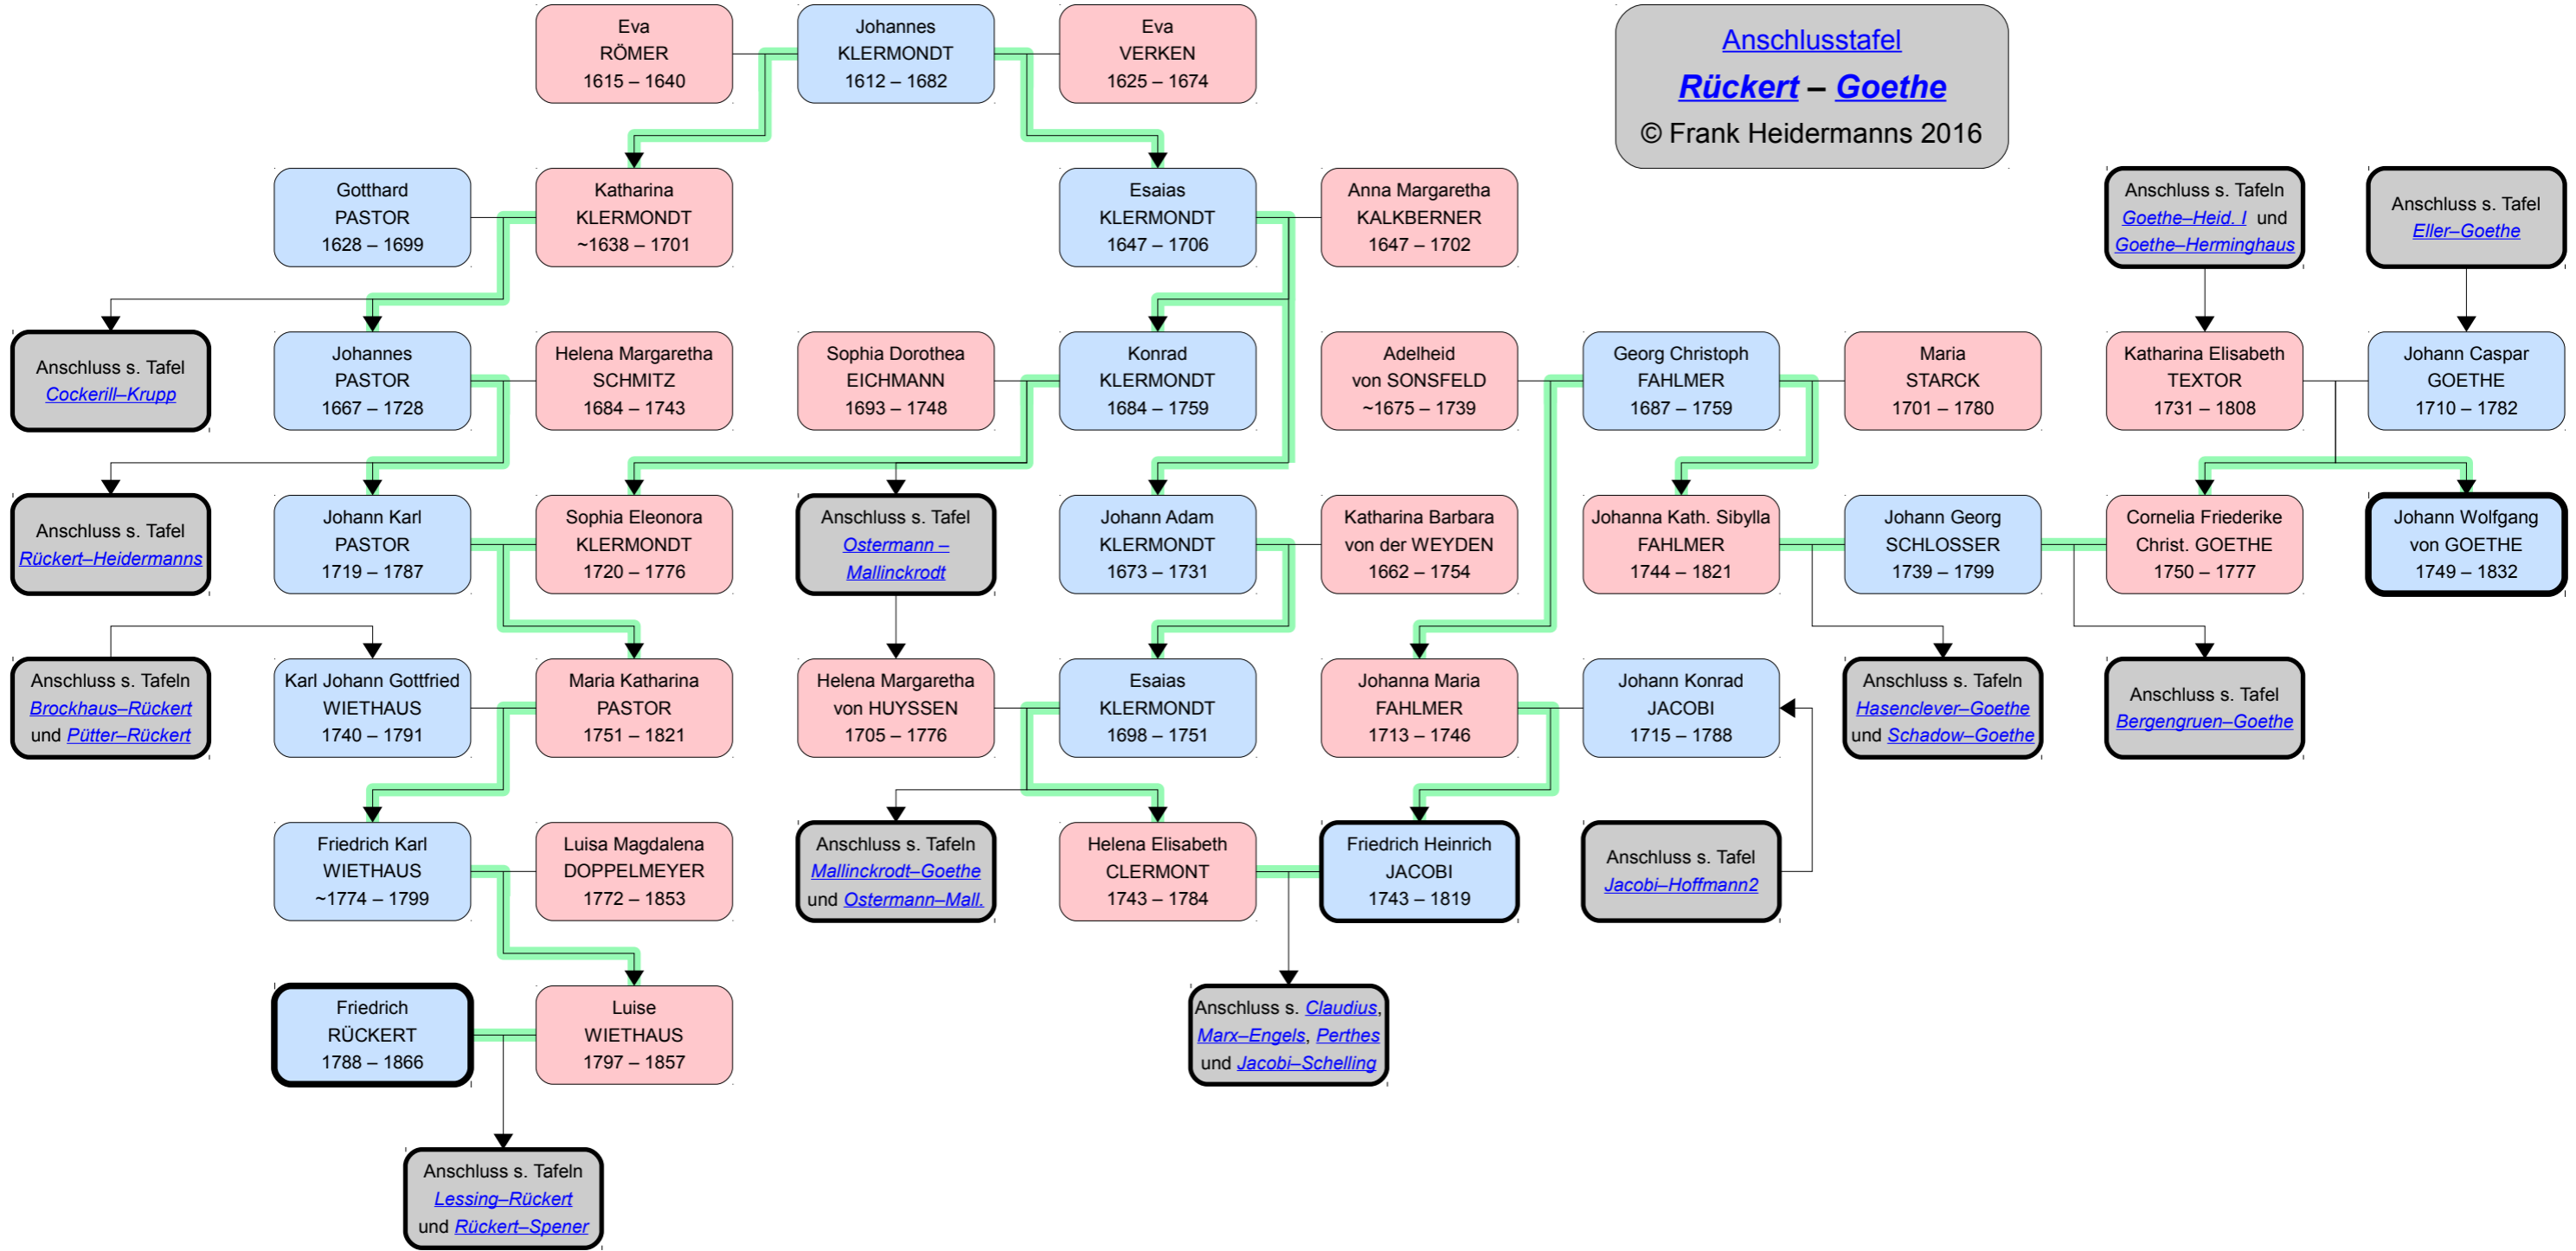 Eva
RÖMER
1615 – 1640
Johannes
KLERMONDT
1612 – 1682
Eva
VERKEN
1625 – 1674
Anschlusstafel
Rückert – Goethe
© Frank Heidermanns 2016
Gotthard
PASTOR
1628 – 1699
Katharina
KLERMONDT
~1638 – 1701
Esaias
KLERMONDT
1647 – 1706
Anna Margaretha
KALKBERNER
1647 – 1702
Anschluss s. Tafeln
Goethe–Heid. I und
Goethe–Herminghaus
Anschluss s. Tafel
Eller–Goethe
Anschluss s. Tafel
Cockerill–Krupp
Johannes
PASTOR
1667 – 1728
Helena Margaretha
SCHMITZ
1684 – 1743
Sophia Dorothea
EICHMANN
1693 – 1748
Konrad
KLERMONDT
1684 – 1759
Adelheid
von SONSFELD
~1675 – 1739
Georg Christoph
FAHLMER
1687 – 1759
Maria
STARCK
1701 – 1780
Katharina Elisabeth
TEXTOR
1731 – 1808
Johann Caspar
GOETHE
1710 – 1782
Anschluss s. Tafel
Rückert–Heidermanns
Johann Karl
PASTOR
1719 – 1787
Sophia Eleonora
KLERMONDT
1720 – 1776
Anschluss s. Tafel
Ostermann –
Mallinckrodt
Johann Adam
KLERMONDT
1673 – 1731
Katharina Barbara
von der WEYDEN
1662 – 1754
Johanna Kath. Sibylla
FAHLMER
1744 – 1821
Johann Georg
SCHLOSSER
1739 – 1799
Cornelia Friederike
Christ. GOETHE
1750 – 1777
Johann Wolfgang
von GOETHE
1749 – 1832
Anschluss s. Tafeln
Brockhaus–Rückert
und Pütter–Rückert
Karl Johann Gottfried
WIETHAUS
1740 – 1791
Maria Katharina
PASTOR
1751 – 1821
Helena Margaretha
von HUYSSEN
1705 – 1776
Esaias
KLERMONDT
1698 – 1751
Johanna Maria
FAHLMER
1713 – 1746
Johann Konrad
JACOBI
1715 – 1788
Anschluss s. Tafeln
Hasenclever–Goethe
und Schadow–Goethe
Anschluss s. Tafel
Bergengruen–Goethe
Friedrich Karl
WIETHAUS
~1774 – 1799
Luisa Magdalena
DOPPELMEYER
1772 – 1853
Anschluss s. Tafeln
Mallinckrodt–Goethe
und Ostermann–Mall.
Helena Elisabeth
CLERMONT
1743 – 1784
Friedrich Heinrich
JACOBI
1743 – 1819
Anschluss s. Tafel
Jacobi–Hoffmann2
Friedrich
RÜCKERT
1788 – 1866
Luise
WIETHAUS
1797 – 1857
Anschluss s. Claudius,
Marx–Engels, Perthes
und Jacobi–Schelling
Anschluss s. Tafeln
Lessing–Rückert
und Rückert–Spener